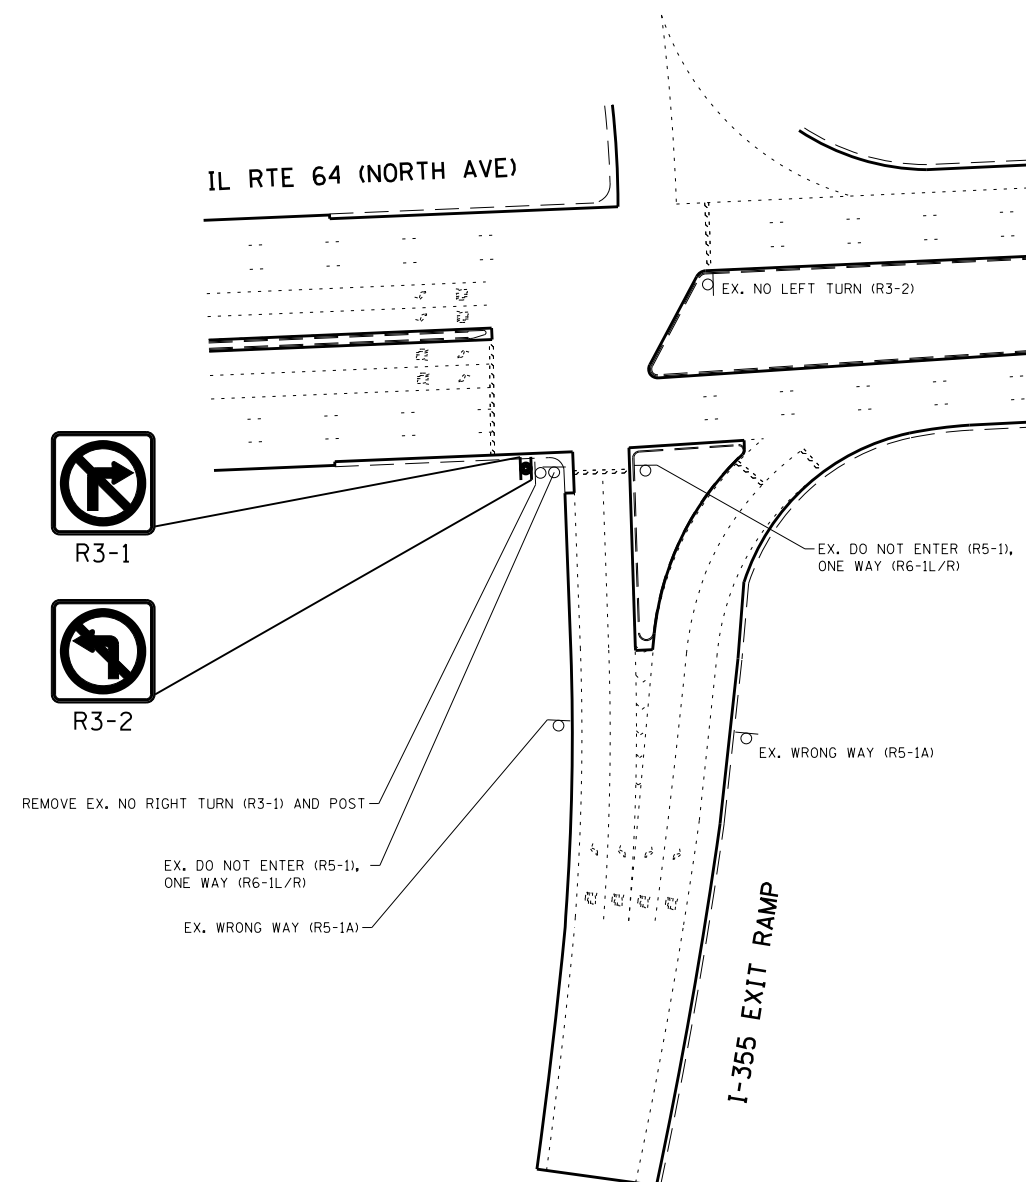 IL RTE 64 (NORTH AVE)
EX. NO LEFT TURN (R3-2)
R3-1
EX. DO NOT ENTER (R5-1),
ONE WAY (R6-1L/R)
R3-2
EX. WRONG WAY (R5-1A)
REMOVE EX. NO RIGHT TURN (R3-1) AND POST
EX. DO NOT ENTER (R5-1),
ONE WAY (R6-1L/R)
EX. WRONG WAY (R5-1A)
I-355 EXIT RAMP